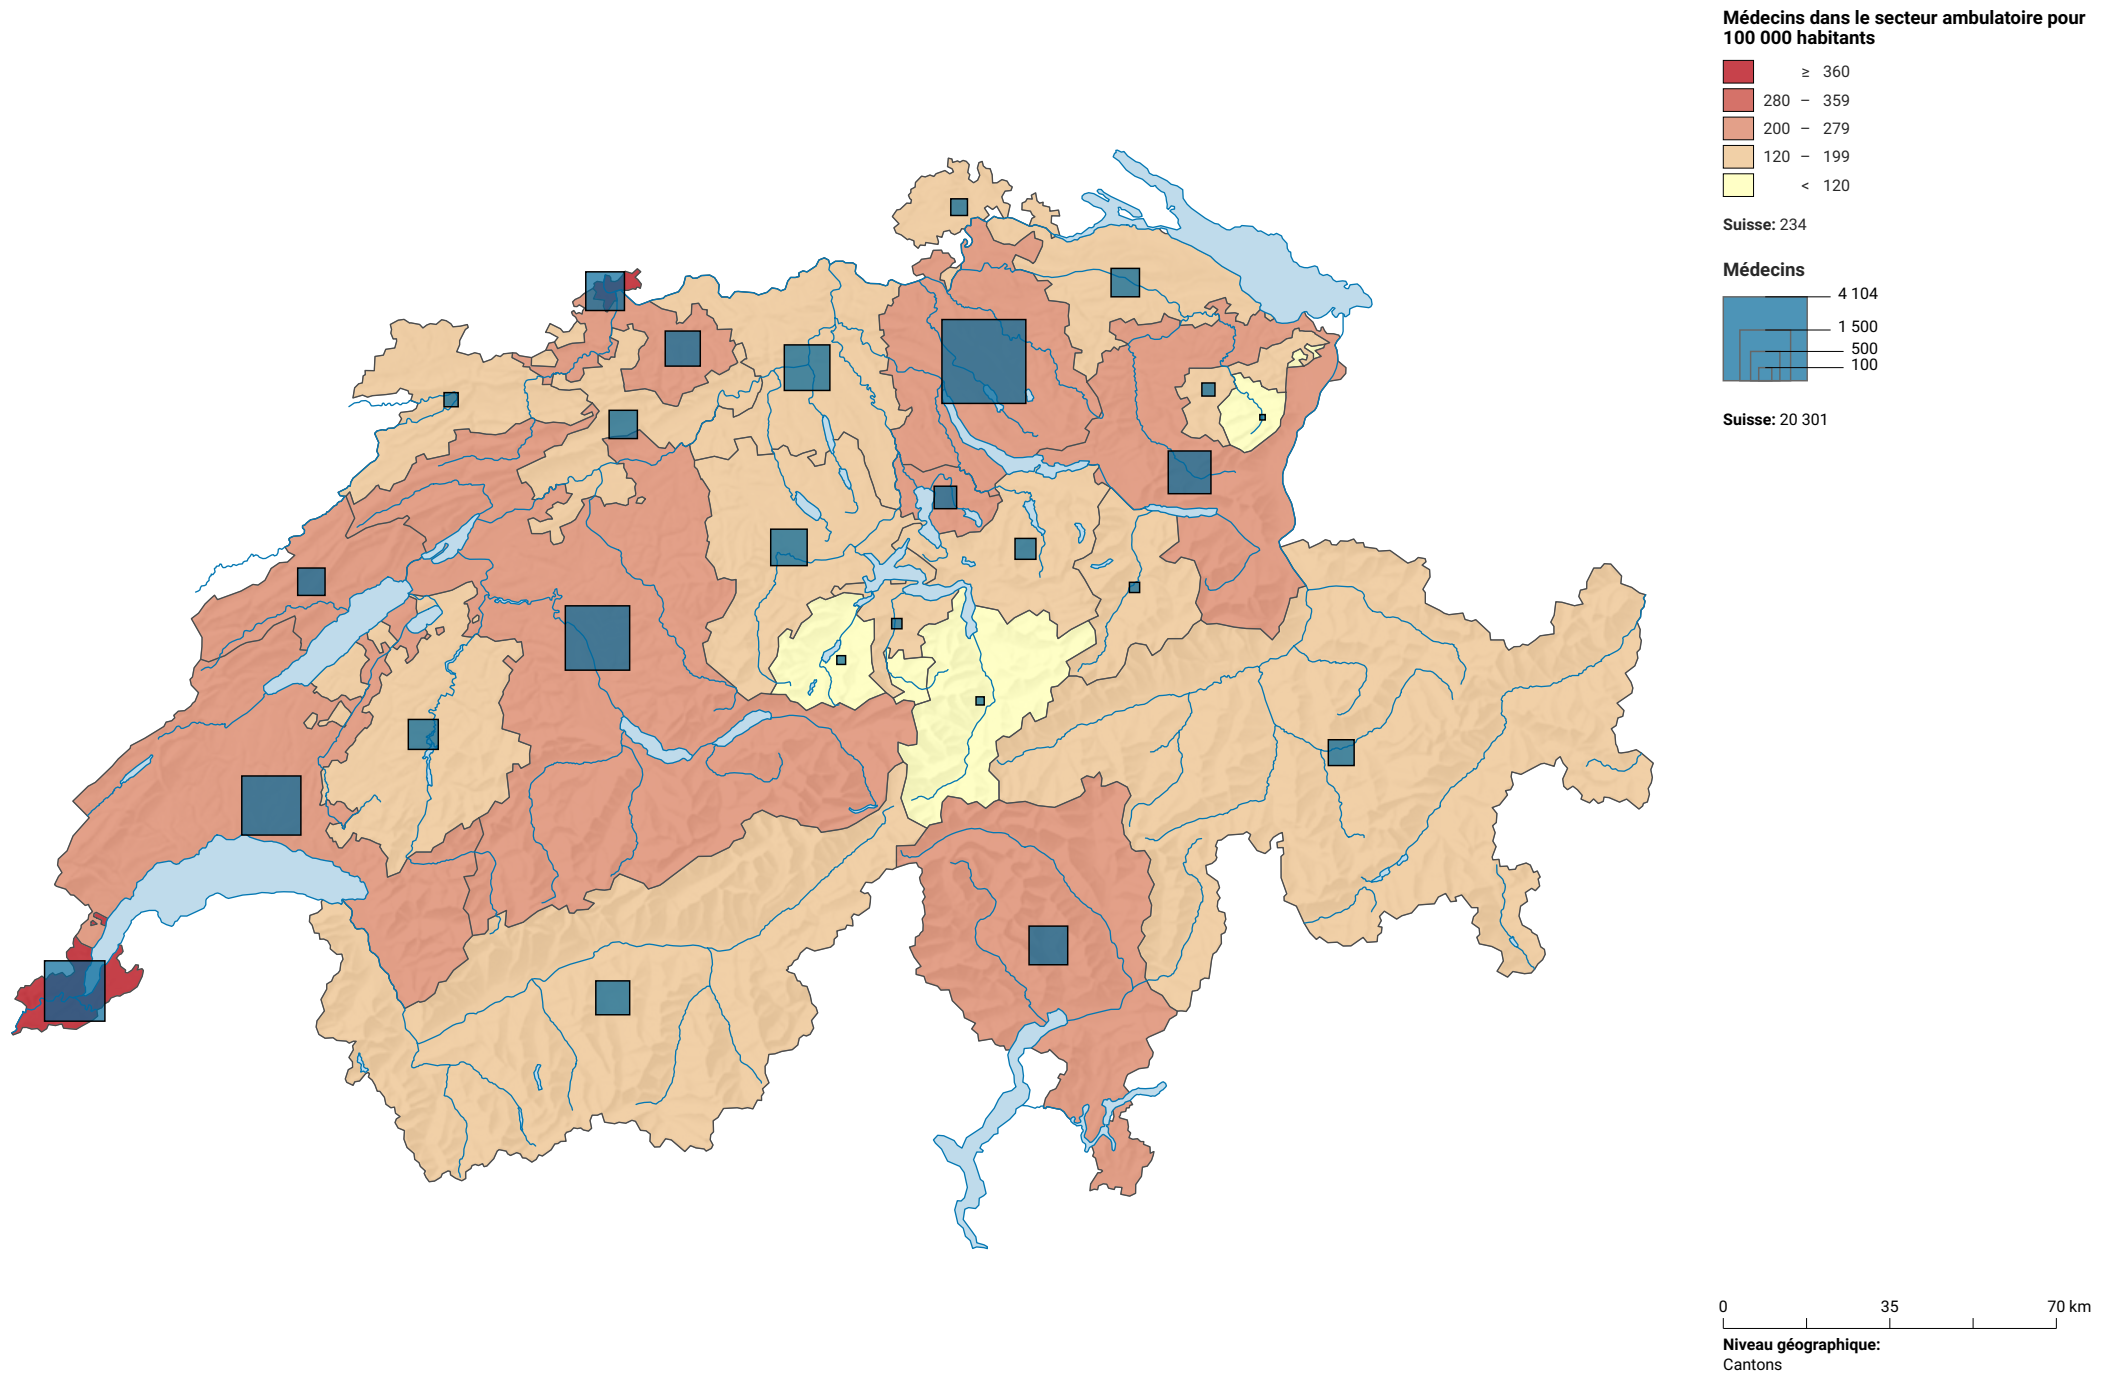 Médecins dans le secteur ambulatoire pour
100 000 habitants
≥ 360
280 – 359
200 – 279
120 – 199
< 120
Suisse: 234
Médecins
4 104
1 500
500
100
Suisse: 20 301
0 35 70 km
Niveau géographique:
Cantons